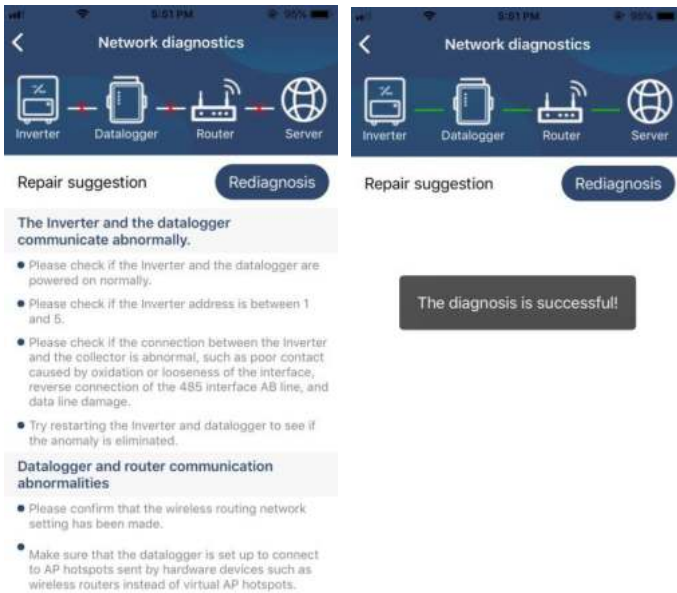 5:51 PM
95%
Network diagnostics
Inverter Datalogger Router Server
Repair suggestion
Rediagnosis
The Inverter and the datalogger
communicate abnormally.
Please check if the Inverter and the datalogger are
powered on normally.
Please check if the Inverter address is between 1
and 5.
Please check if the connection between the Inverter
and the collector is abnormal, such as poor contact
caused by oxidation or looseness of the interface,
reverse connection of the 485 interface AB line, and
data line damage.
Try restarting the Inverter and datalogger to see if
the anomaly is eliminated.
Datalogger and router communication
abnormalities
Please confirm that the wireless routing network
setting has been made.
Make sure that the datalogger is set up to connect
to AP hotspots sent by hardware devices such as
wireless routers instead of virtual AP hotspots.
5:51 PM
95%
Network diagnostics
Inverter Datalogger Router Server
Repair suggestion
Rediagnosis
The diagnosis is successful!